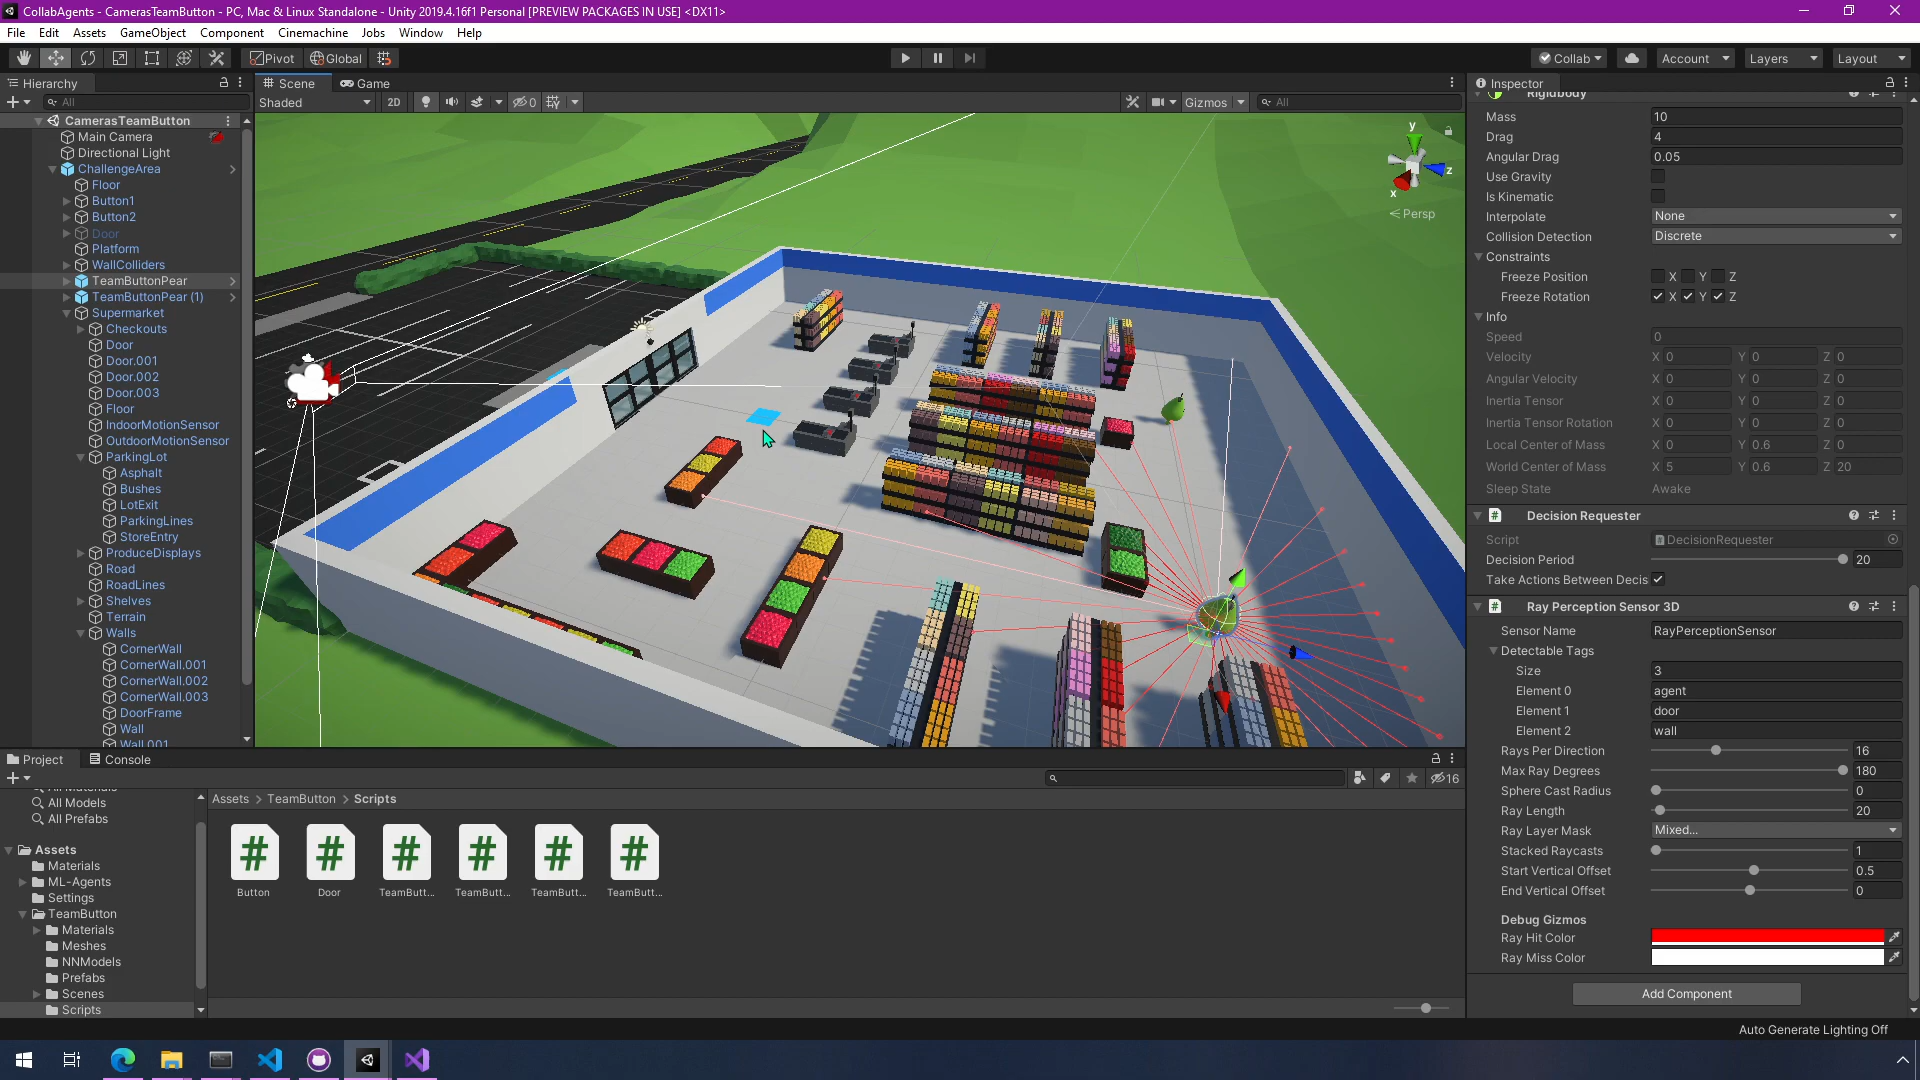 CollabAgents - CamerasTeamButton - PC, Mac & Linux Standalone - Unity 2019.4.16f1 Personal [PREVIEW PACKAGES IN USE] <DX11>
File Edit Assets GameObject Component Cinemachine Jobs Window Help
Pivot Global Collab Account Layers Layout
Hierarchy Scene Game Inspector
All Shaded 2D 0 Gizmos All
CamerasTeamButton
Main Camera
Directional Light
ChallengeArea
Floor
Button1
Button2
Door
Platform
WallColliders
TeamButtonPear
TeamButtonPear (1)
Supermarket
Checkouts
Door
Door.001
Door.002
Door.003
Floor
IndoorMotionSensor
OutdoorMotionSensor
ParkingLot
Asphalt
Bushes
LotExit
ParkingLines
StoreEntry
ProduceDisplays
Road
RoadLines
Shelves
Terrain
Walls
CornerWall
CornerWall.001
CornerWall.002
CornerWall.003
DoorFrame
Wall
Wall.001
y
z
x
Persp
Rigidbody
Mass 10
Drag 4
Angular Drag 0.05
Use Gravity
Is Kinematic
Interpolate None
Collision Detection Discrete
Constraints
Freeze Position X Y Z
Freeze Rotation X Y Z
Info
Speed 0
Velocity X 0 Y 0 Z 0
Angular Velocity X 0 Y 0 Z 0
Inertia Tensor X 0 Y 0 Z 0
Inertia Tensor Rotation X 0 Y 0 Z 0
Local Center of Mass X 0 Y 0.6 Z 0
World Center of Mass X 5 Y 0.6 Z 20
Sleep State Awake
# Decision Requester
Script DecisionRequester
Decision Period 20
Take Actions Between Decis
# Ray Perception Sensor 3D
Sensor Name RayPerceptionSensor
Detectable Tags
Size 3
Element 0 agent
Element 1 door
Element 2 wall
Rays Per Direction 16
Max Ray Degrees 180
Sphere Cast Radius 0
Ray Length 20
Ray Layer Mask Mixed...
Stacked Raycasts 1
Start Vertical Offset 0.5
End Vertical Offset 0
Debug Gizmos
Ray Hit Color
Ray Miss Color
Add Component
Project Console
16
All Materials
All Models
All Prefabs
Assets
Materials
ML-Agents
Settings
TeamButton
Materials
Meshes
NNModels
Prefabs
Scenes
Scripts
Assets > TeamButton > Scripts
# # # # # #
Button Door TeamButt... TeamButt... TeamButt... TeamButt...
Auto Generate Lighting Off